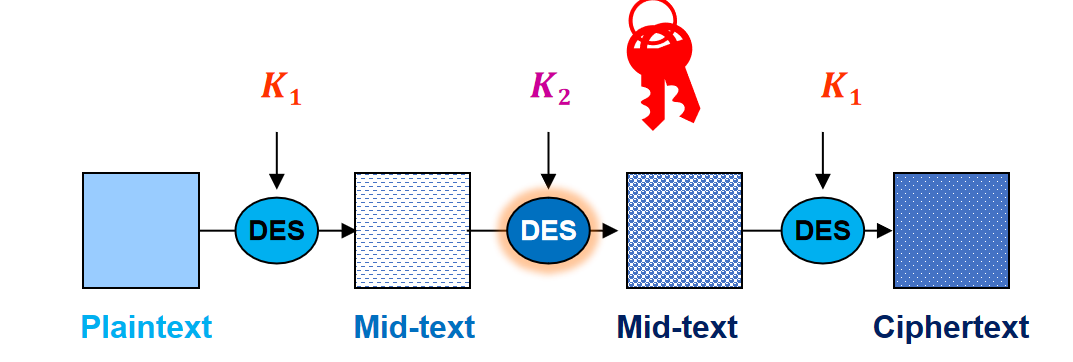 K1 K2 K1
DES DES DES
Plaintext Mid-text Mid-text Ciphertext